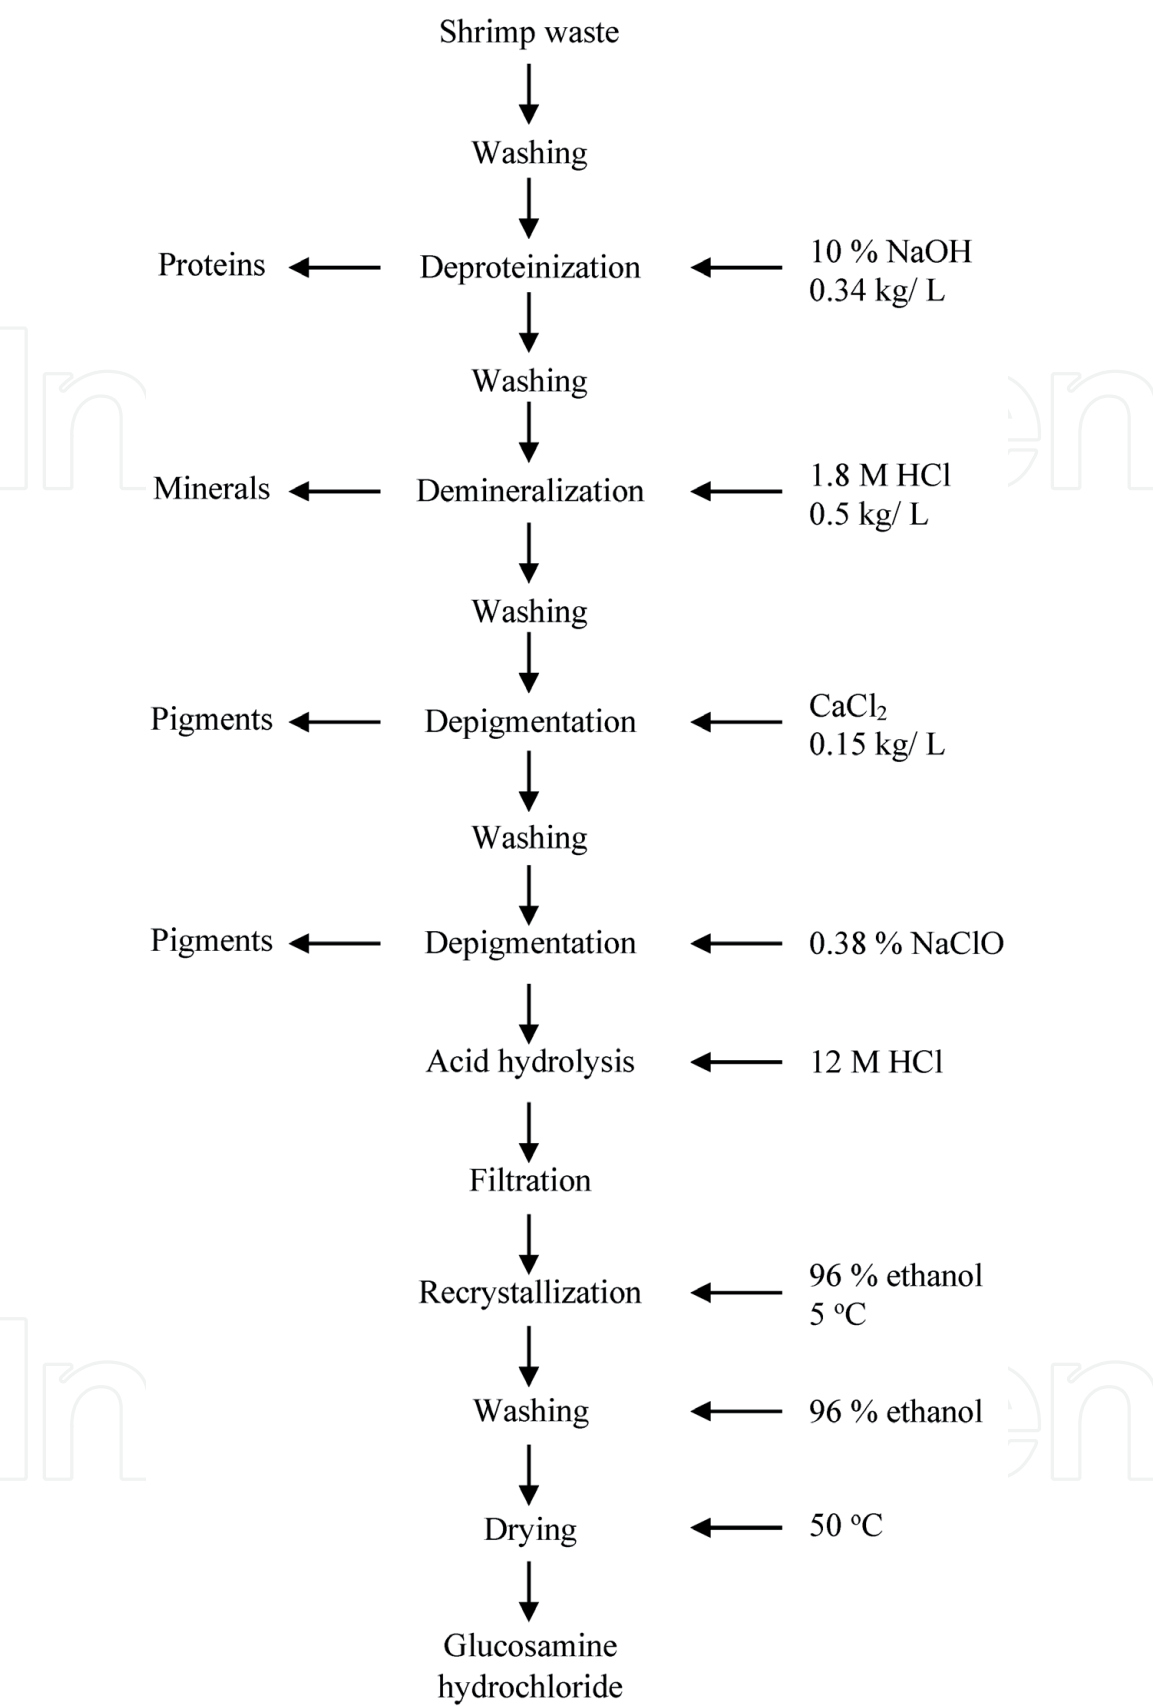 Shrimp waste
Washing
Proteins
Deproteinization
10 % NaOH
0.34 kg/ L
Washing
Minerals
Demineralization
1.8 M HCl
0.5 kg/ L
Washing
Pigments
Depigmentation
CaCl₂
0.15 kg/ L
Washing
Pigments
Depigmentation
0.38 % NaClO
Acid hydrolysis
12 M HCl
Filtration
Recrystallization
96 % ethanol
5 ºC
Washing
96 % ethanol
Drying
50 ºC
Glucosamine
hydrochloride